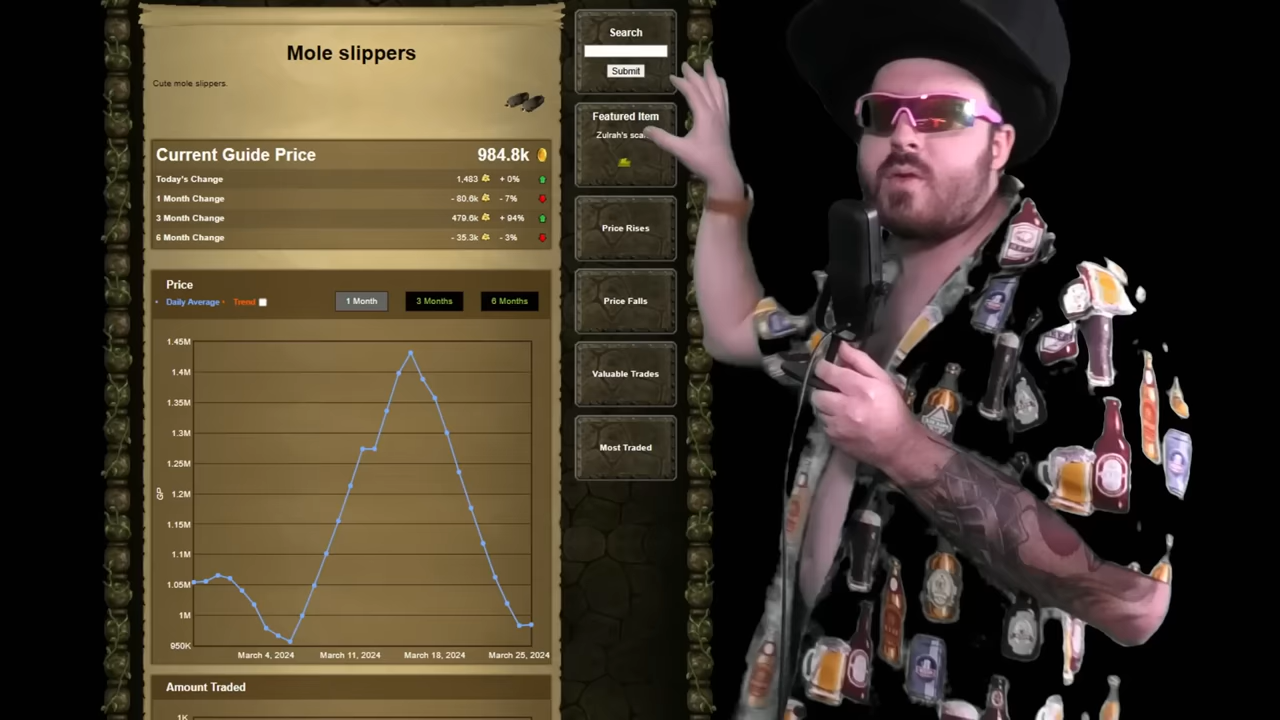 Mole slippers
Cute mole slippers.
Current Guide Price 984.8k
Today's Change 1,483 + 0%
1 Month Change - 80.6k - 7%
3 Month Change 479.6k + 94%
6 Month Change - 35.3k - 3%
Price
Daily Average Trend
1 Month
3 Months
6 Months
1.45M
1.4M
1.35M
1.3M
1.25M
1.2M
1.15M
1.1M
1.05M
1M
950K
GP
March 4, 2024
March 11, 2024
March 18, 2024
March 25, 2024
Amount Traded
1K
Search
Submit
Featured Item
Zulrah's
Price Rises
Price Falls
Valuable Trades
Most Traded